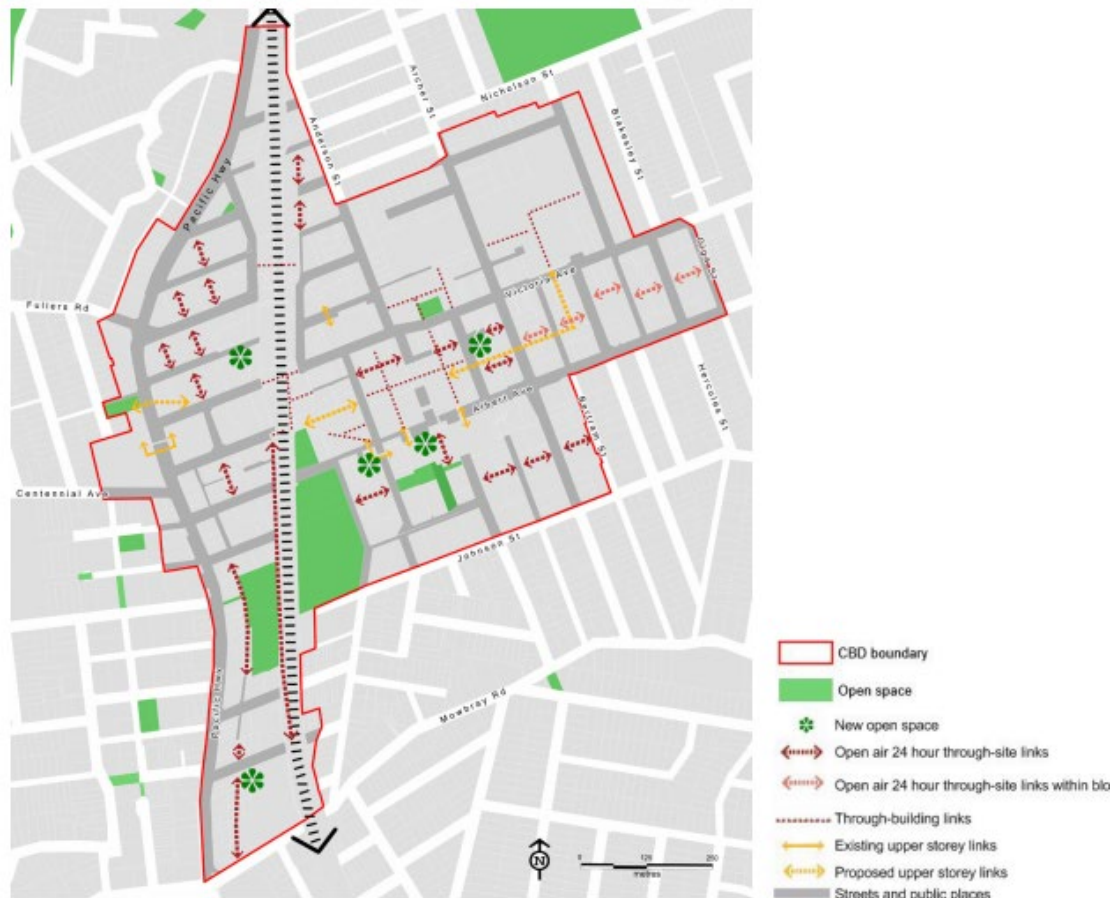 Nicholson St
Archer St
Blakesley St
Anderson St
Pacific Hwy
Victoria Ave
Fullers Rd
Albert Ave
Hercules St
Bertram St
Centennial Ave
Johnson St
Pacific Hwy
Mowbray Rd
N
0 125 250
metres
CBD boundary
Open space
New open space
Open air 24 hour through-site links
Open air 24 hour through-site links within blo
Through-building links
Existing upper storey links
Proposed upper storey links
Streets and public places